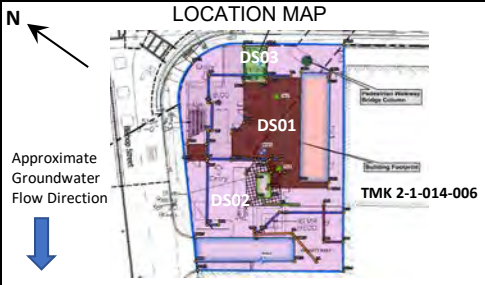 LOCATION MAP
N
DS03
Pedestrian Walkway
Bridge Column
DS01
Building Footprint
Approximate
Groundwater
Flow Direction
TMK 2-1-014-006
DS02